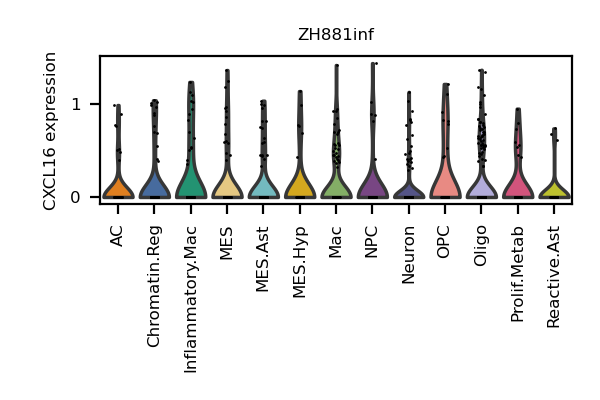 ZH881inf
CXCL16 expression
1
0
AC
Chromatin.Reg
Inflammatory.Mac
MES
MES.Ast
MES.Hyp
Mac
NPC
Neuron
OPC
Oligo
Prolif.Metab
Reactive.Ast